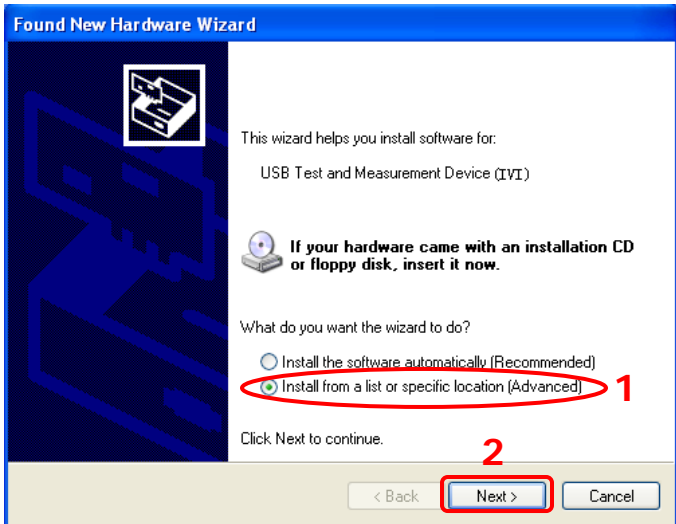 Found New Hardware Wizard
This wizard helps you install software for:
USB Test and Measurement Device (IVI)
If your hardware came with an installation CD
or floppy disk, insert it now.
What do you want the wizard to do?
Install the software automatically (Recommended)
Install from a list or specific location (Advanced) 1
Click Next to continue.
2
< Back Next > Cancel